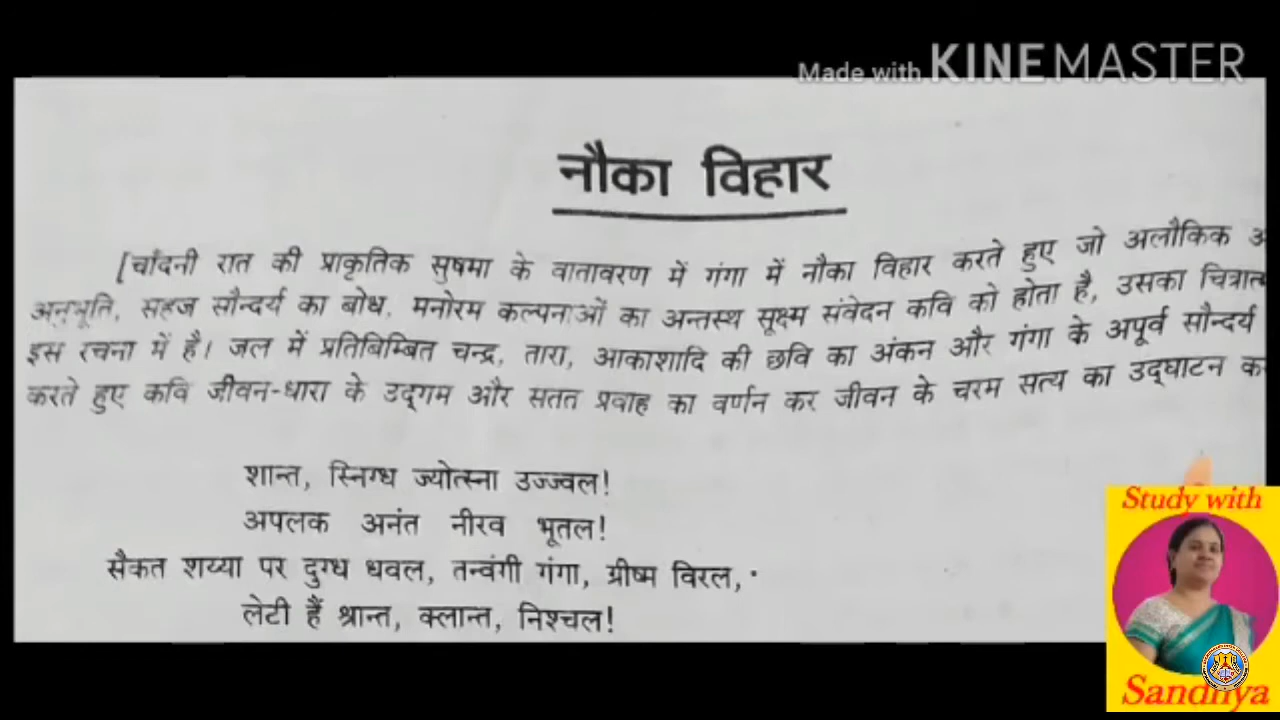 Made with KINEMASTER
नौका विहार
[चाँदनी रात की प्राकृतिक सुषमा के वातावरण में गंगा में नौका विहार करते हुए जो अलौकिक
अनुभूति, सहज सौन्दर्य का बोध, मनोरम कल्पनाओं का अन्तस्थ सूक्ष्म संवेदन कवि को होता है, उसका
इस रचना में है। जल में प्रतिबिम्बित चन्द्र, तारा, आकाशादि की छवि का अंकन और गंगा के अपूर्व सौन्दर्य
करते हुए कवि जीवन-धारा के उद्गम और सतत प्रवाह का वर्णन कर जीवन के चरम सत्य का उद्घाटन
शान्त, स्निग्ध ज्योत्स्ना उज्ज्वल!
अपलक अनंत नीरव भूतल!
सैकत शय्या पर दुग्ध धवल, तन्वंगी गंगा, ग्रीष्म विरल,
लेटी हैं श्रान्त, क्लान्त, निश्चल!
Study with
Sandhya